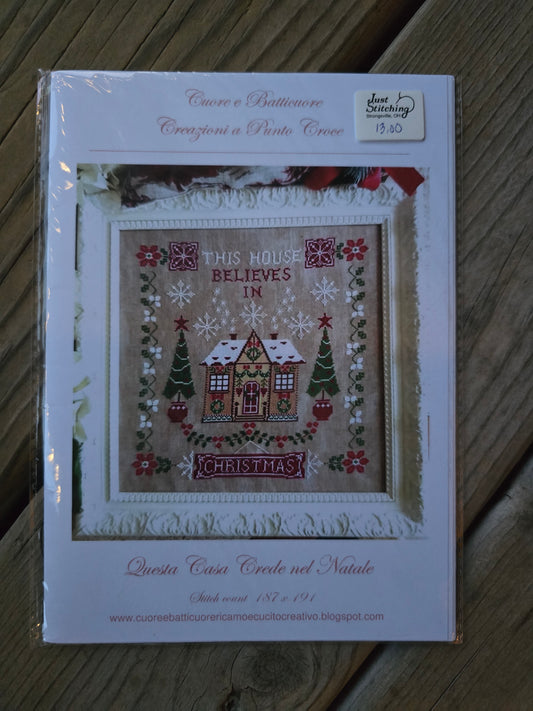 Cuore e Batticuore
Creazioni a Punto Croce
Just
Stitching
Strongsville, OH
13.00
THIS HOUSE
BELIEVES
IN
CHRISTMAS
Questa Casa Crede nel Natale
Stitch count 187 x 191
www.cuoreebatticuorericamoecucitocreativo.blogspot.com